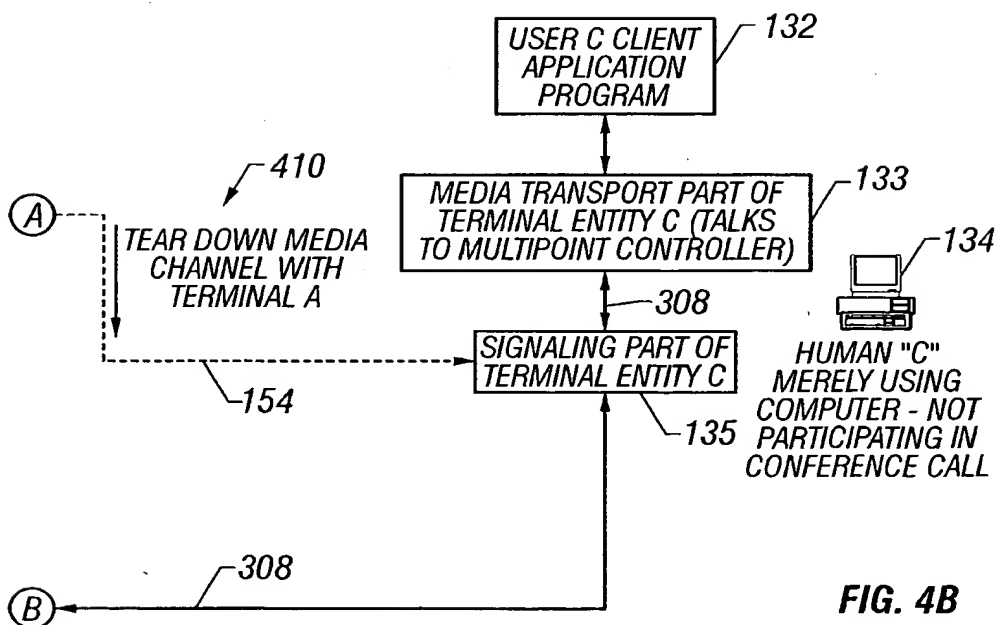 USER C CLIENT
APPLICATION
PROGRAM
132
410
A
TEAR DOWN MEDIA
CHANNEL WITH
TERMINAL A
MEDIA TRANSPORT PART OF
TERMINAL ENTITY C (TALKS
TO MULTIPOINT CONTROLLER)
133
134
308
SIGNALING PART OF
TERMINAL ENTITY C
154
135
HUMAN "C"
MERELY USING
COMPUTER - NOT
PARTICIPATING IN
CONFERENCE CALL
308
B
FIG. 4B